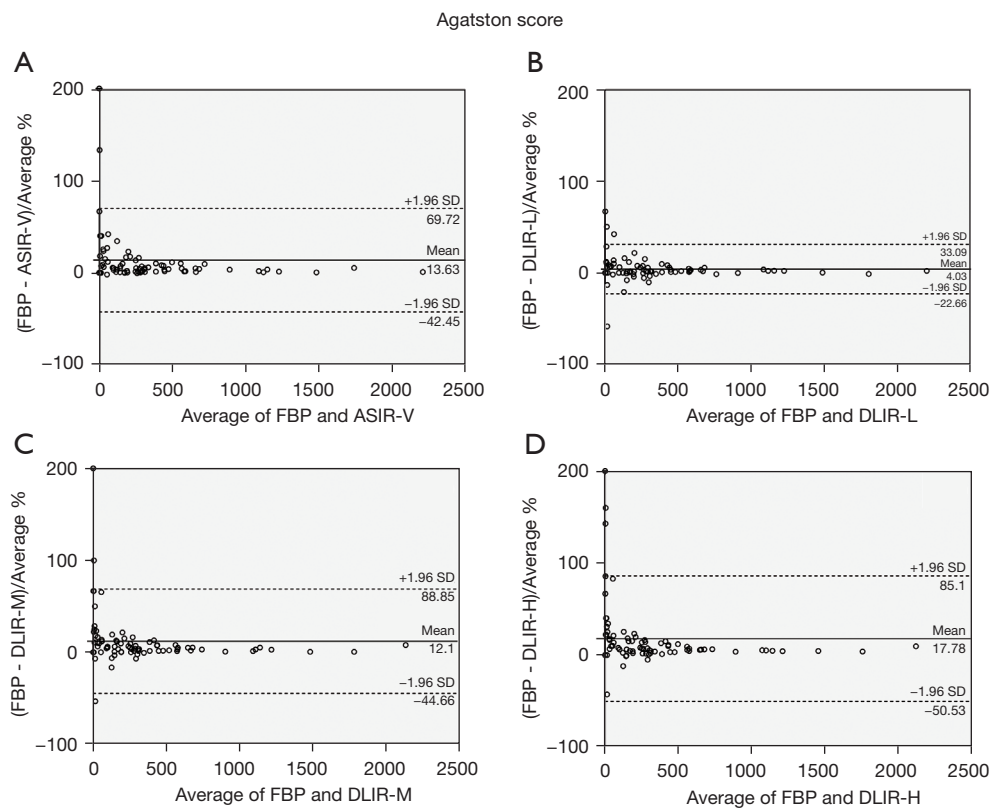 Agatston score
A
200
100
0
−100
(FBP - ASIR-V)/Average %
+1.96 SD
69.72
Mean
13.63
−1.96 SD
−42.45
0 500 1000 1500 2000 2500
Average of FBP and ASIR-V
B
200
100
0
−100
(FBP - DLIR-L)/Average %
+1.96 SD
33.09
Mean
4.03
−1.96 SD
−22.66
0 500 1000 1500 2000 2500
Average of FBP and DLIR-L
C
200
100
0
−100
(FBP - DLIR-M)/Average %
+1.96 SD
88.85
Mean
12.1
−1.96 SD
−44.66
0 500 1000 1500 2000 2500
Average of FBP and DLIR-M
D
200
100
0
−100
(FBP - DLIR-H)/Average %
+1.96 SD
85.1
Mean
17.78
−1.96 SD
−50.53
0 500 1000 1500 2000 2500
Average of FBP and DLIR-H